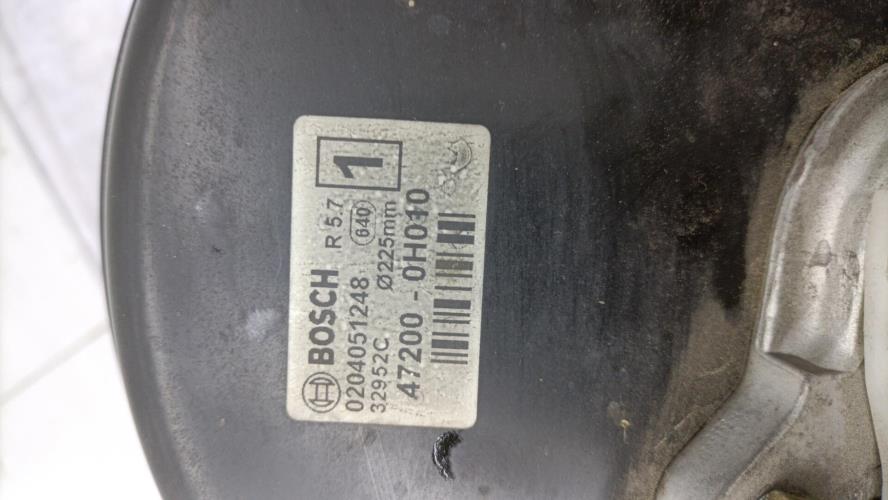 BOSCH R 5.7
1
0204051248 640
32952C Ø225mm
47200 - 0H010